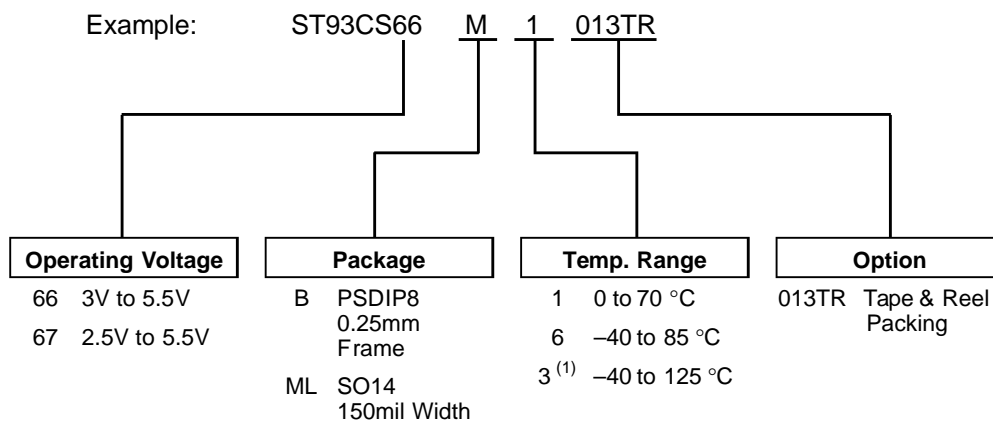 Example: ST93CS66 M 1 013TR
Operating Voltage
66 3V to 5.5V
67 2.5V to 5.5V
Package
B PSDIP8
0.25mm
Frame
ML SO14
150mil Width
Temp. Range
1 0 to 70 °C
6 –40 to 85 °C
3 (1) –40 to 125 °C
Option
013TR Tape & Reel
Packing